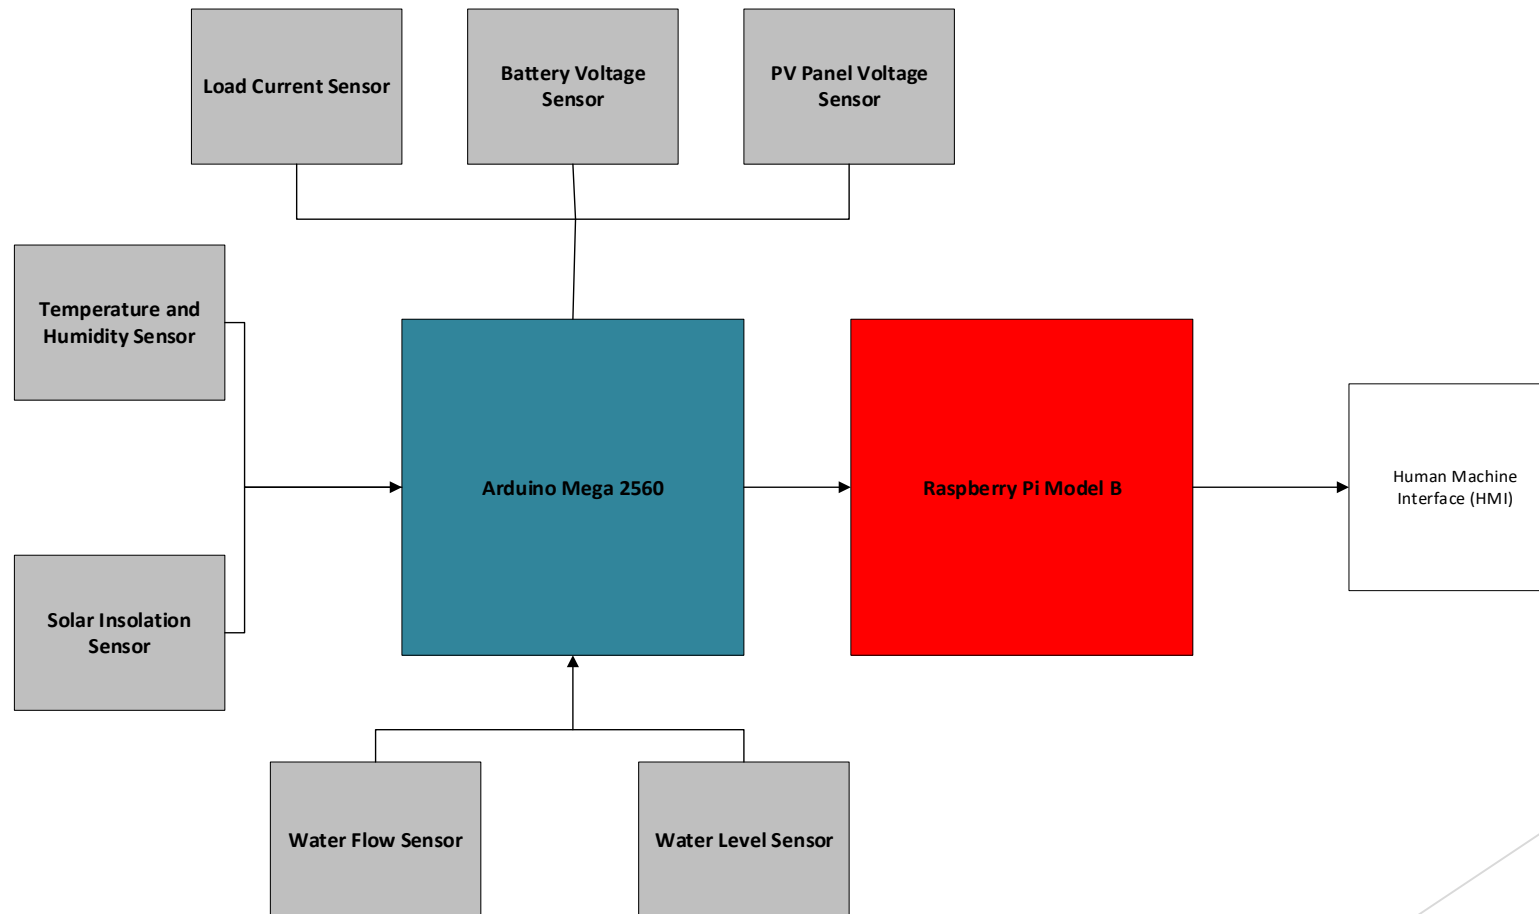 Load Current Sensor
Battery Voltage
Sensor
PV Panel Voltage
Sensor
Temperature and
Humidity Sensor
Arduino Mega 2560
Raspberry Pi Model B
Human Machine
Interface (HMI)
Solar Insolation
Sensor
Water Flow Sensor
Water Level Sensor